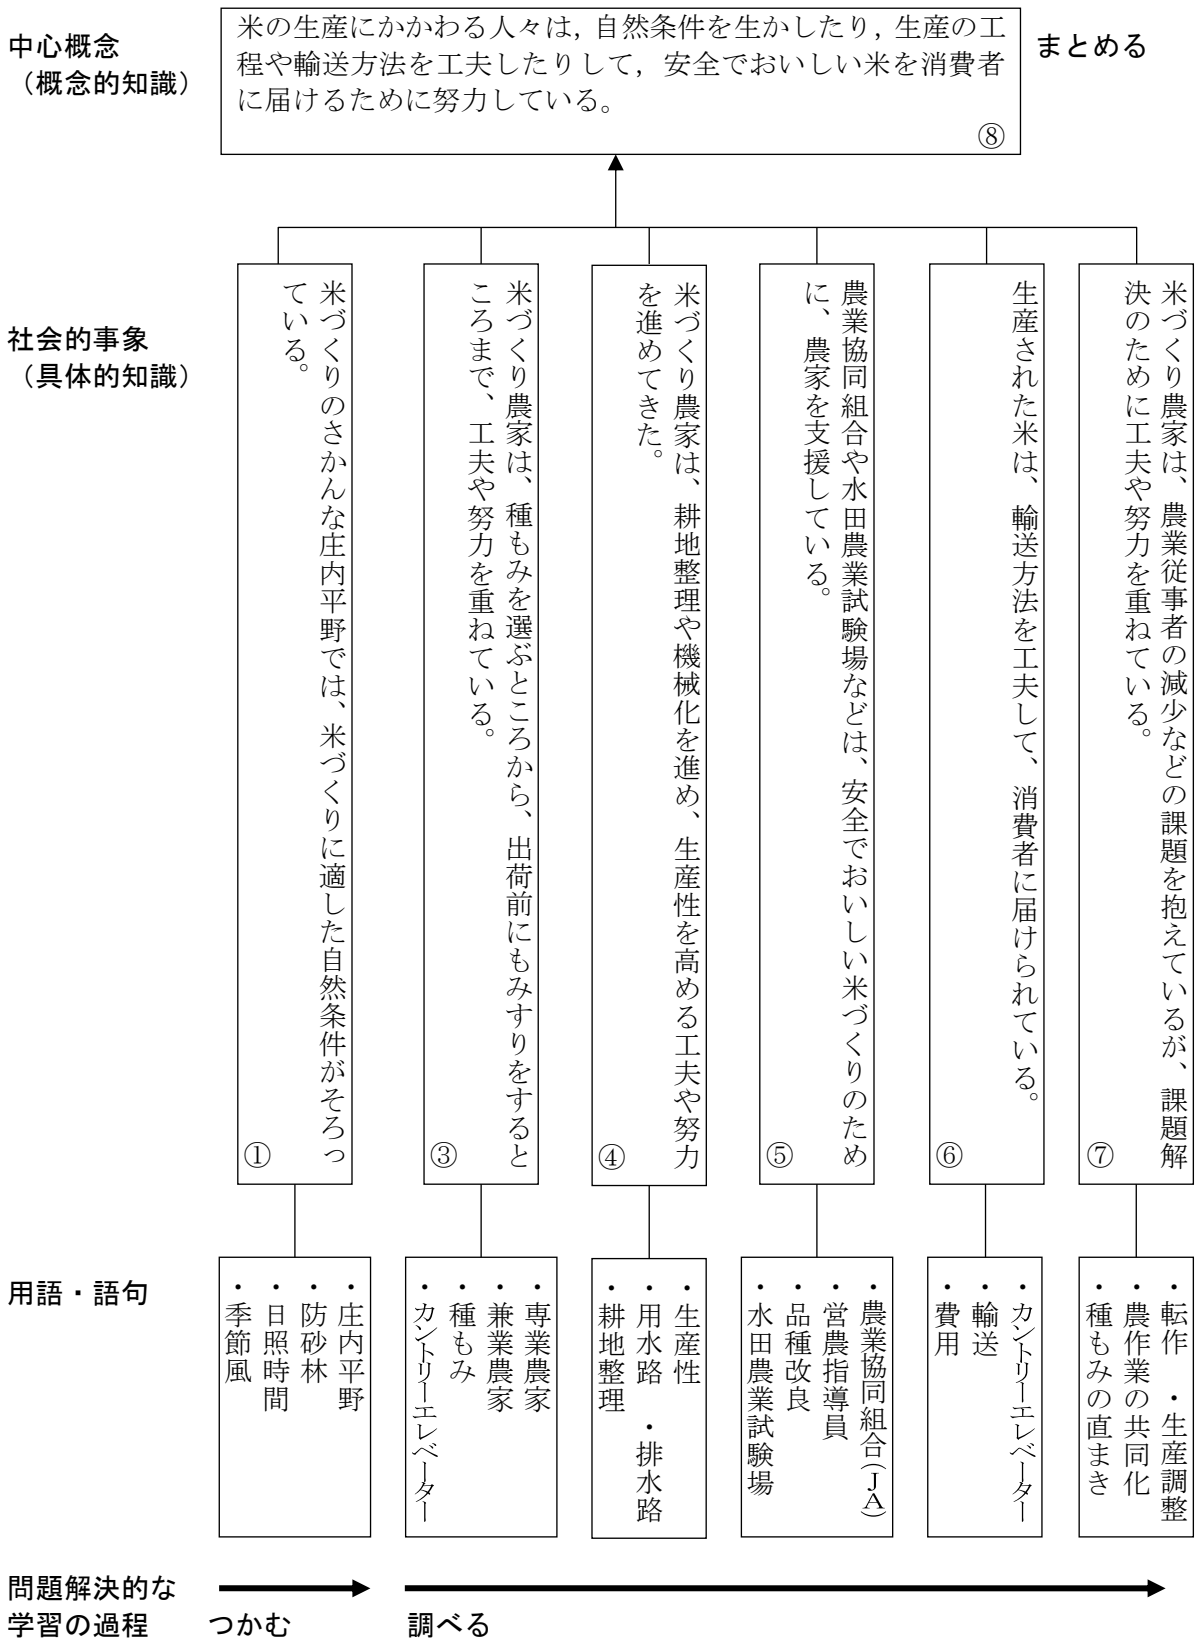 中心概念
（概念的知識）
米の生産にかかわる人々は，自然条件を生かしたり，生産の工
程や輸送方法を工夫したりして，安全でおいしい米を消費者
に届けるために努力している。
⑧
まとめる
社会的事象
（具体的知識）
米づくりのさかんな庄内平野では、米づくりに適した自然条件がそろっ
ている。
①
米づくり農家は、種もみを選ぶところから、出荷前にもみすりをすると
ころまで、工夫や努力を重ねている。
③
米づくり農家は、耕地整理や機械化を進め、生産性を高める工夫や努力
を進めてきた。
④
農業協同組合や水田農業試験場などは、安全でおいしい米づくりのため
に、農家を支援している。
⑤
生産された米は、輸送方法を工夫して、消費者に届けられている。
⑥
米づくり農家は、農業従事者の減少などの課題を抱えているが、課題解
決のために工夫や努力を重ねている。
⑦
用語・語句
・庄内平野
・防砂林
・日照時間
・季節風
・専業農家
・兼業農家
・種もみ
・カントリーエレベーター
・生産性
・用水路　・排水路
・耕地整理
・農業協同組合(JA)
・営農指導員
・品種改良
・水田農業試験場
・カントリーエレベーター
・輸送
・費用
・転作　・生産調整
・農作業の共同化
・種もみの直まき
問題解決的な
学習の過程
つかむ
調べる